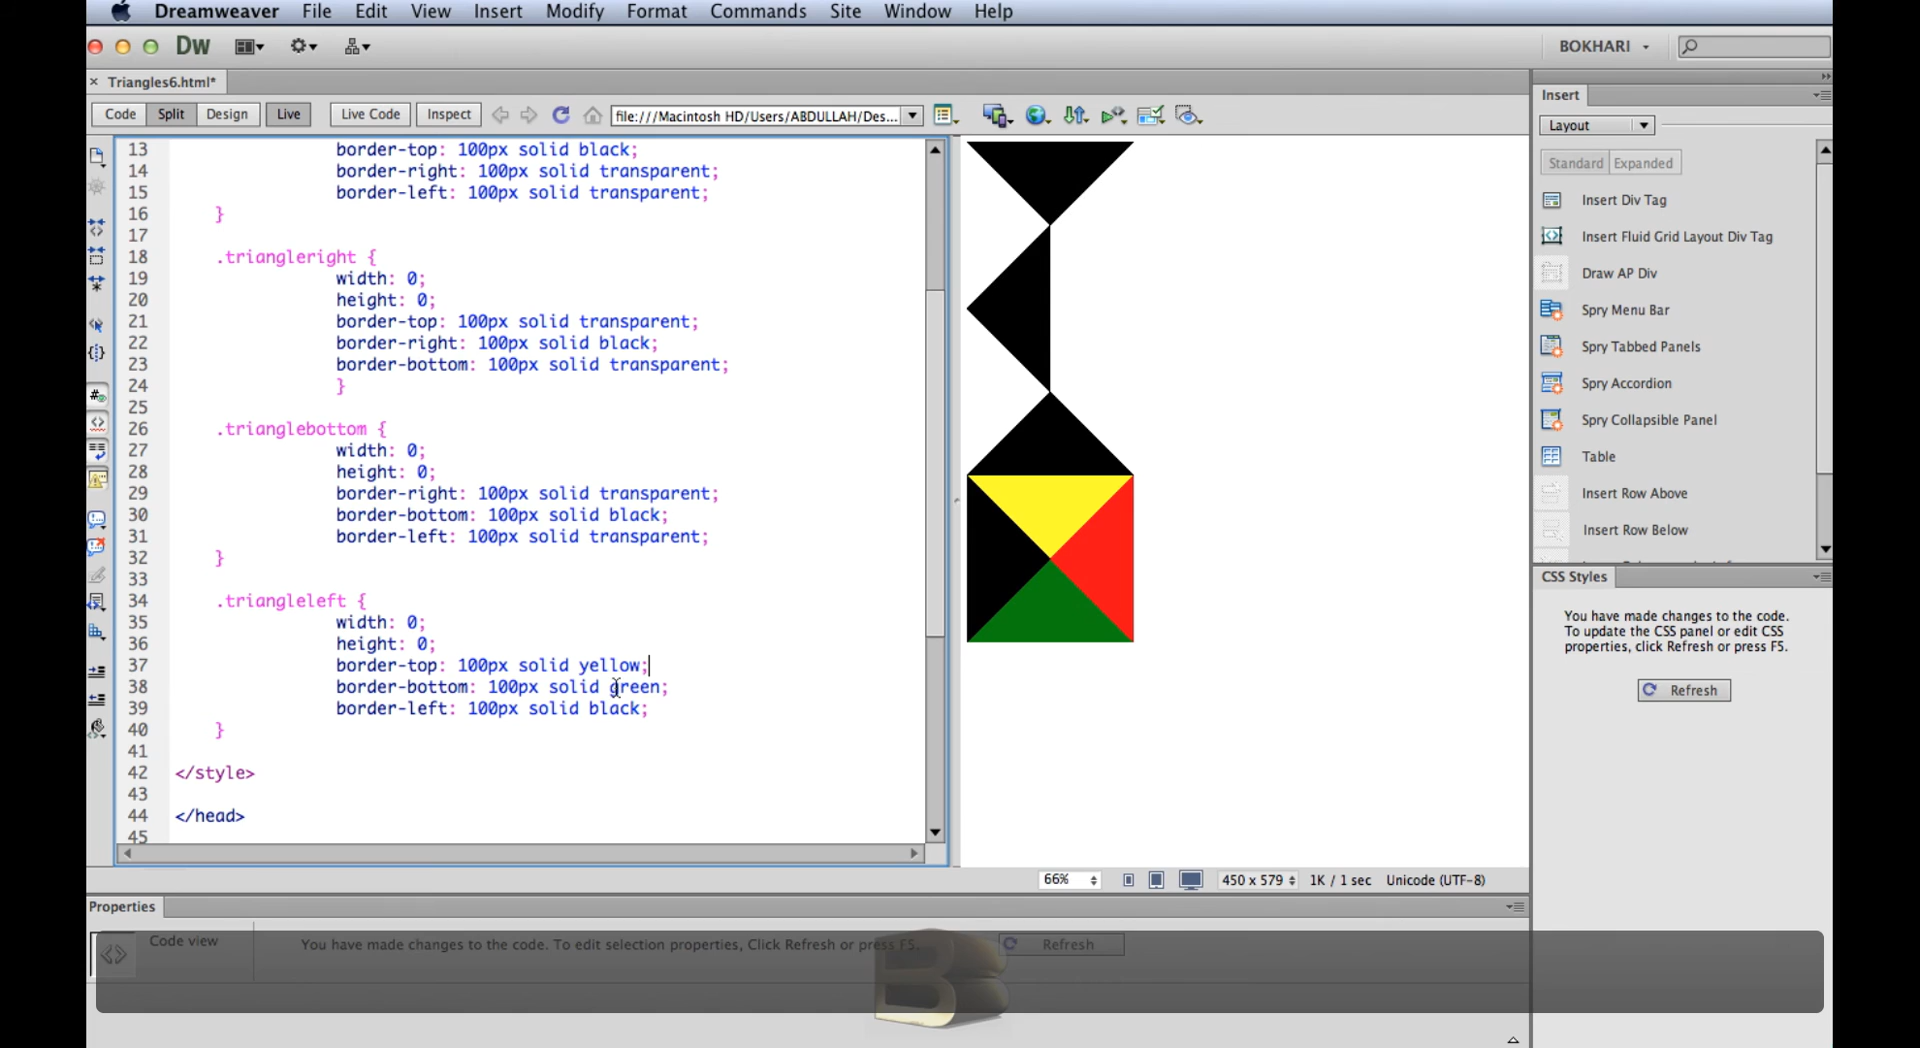 Dreamweaver File Edit View Insert Modify Format Commands Site Window Help
Dw
BOKHARI
Triangles6.html*
Code Split Design Live Live Code Inspect file:///Macintosh HD/Users/ABDULLAH/Des...
13 border-top: 100px solid black;
14 border-right: 100px solid transparent;
15 border-left: 100px solid transparent;
16 }
17
18 .triangleright {
19 width: 0;
20 height: 0;
21 border-top: 100px solid transparent;
22 border-right: 100px solid black;
23 border-bottom: 100px solid transparent;
24 }
25
26 .trianglebottom {
27 width: 0;
28 height: 0;
29 border-right: 100px solid transparent;
30 border-bottom: 100px solid black;
31 border-left: 100px solid transparent;
32 }
33
34 .triangleleft {
35 width: 0;
36 height: 0;
37 border-top: 100px solid yellow;
38 border-bottom: 100px solid green;
39 border-left: 100px solid black;
40 }
41
42 </style>
43
44 </head>
45
66% 450 x 579 1K / 1 sec Unicode (UTF-8)
Properties
Code view
You have made changes to the code. To edit selection properties, Click Refresh or press F5. Refresh
B
Insert
Layout
Standard Expanded
Insert Div Tag
Insert Fluid Grid Layout Div Tag
Draw AP Div
Spry Menu Bar
Spry Tabbed Panels
Spry Accordion
Spry Collapsible Panel
Table
Insert Row Above
Insert Row Below
CSS Styles
You have made changes to the code.
To update the CSS panel or edit CSS
properties, click Refresh or press F5.
Refresh